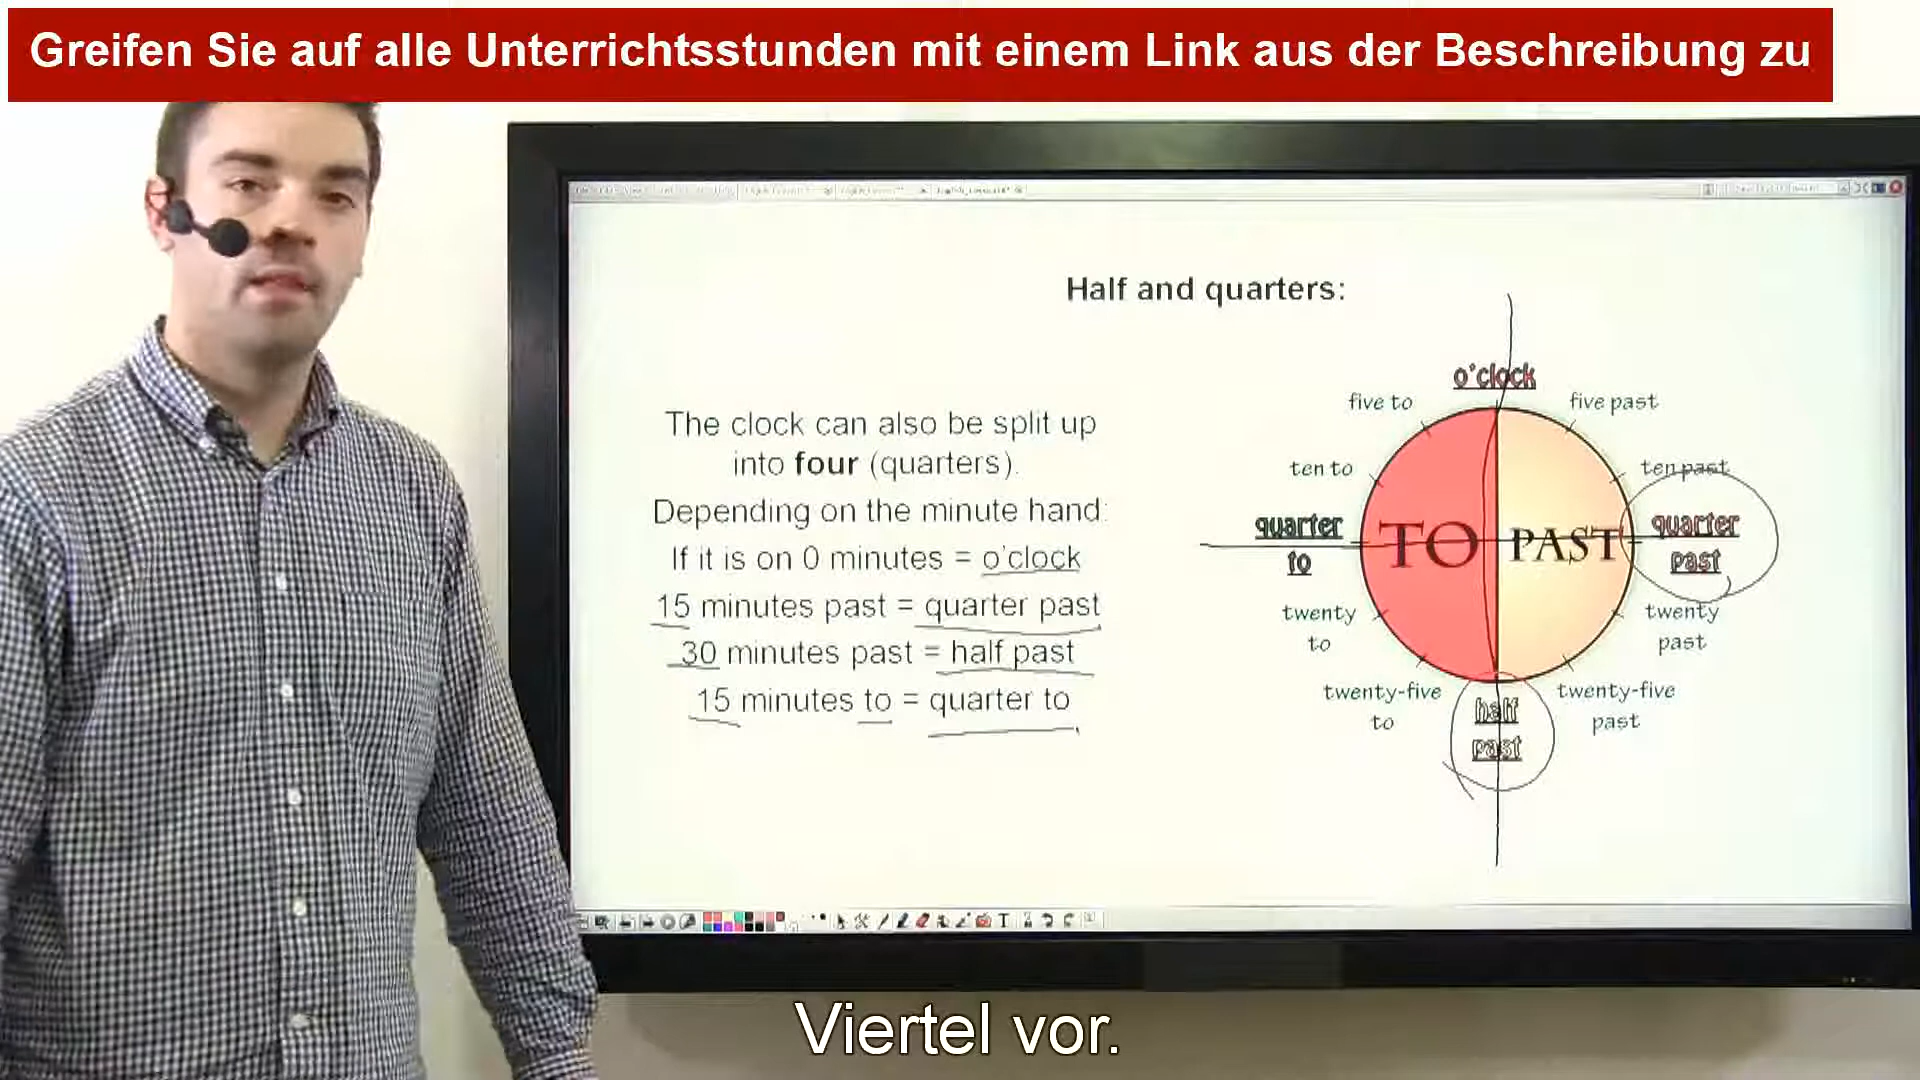 Greifen Sie auf alle Unterrichtsstunden mit einem Link aus der Beschreibung zu
Half and quarters:
The clock can also be split up
into four (quarters).
Depending on the minute hand:
If it is on 0 minutes = o'clock
15 minutes past = quarter past
30 minutes past = half past
15 minutes to = quarter to
o'clock
five to
five past
ten to
ten past
quarter
to
TO
PAST
quarter
past
twenty
to
twenty
past
twenty-five
to
twenty-five
past
half
past
Viertel vor.